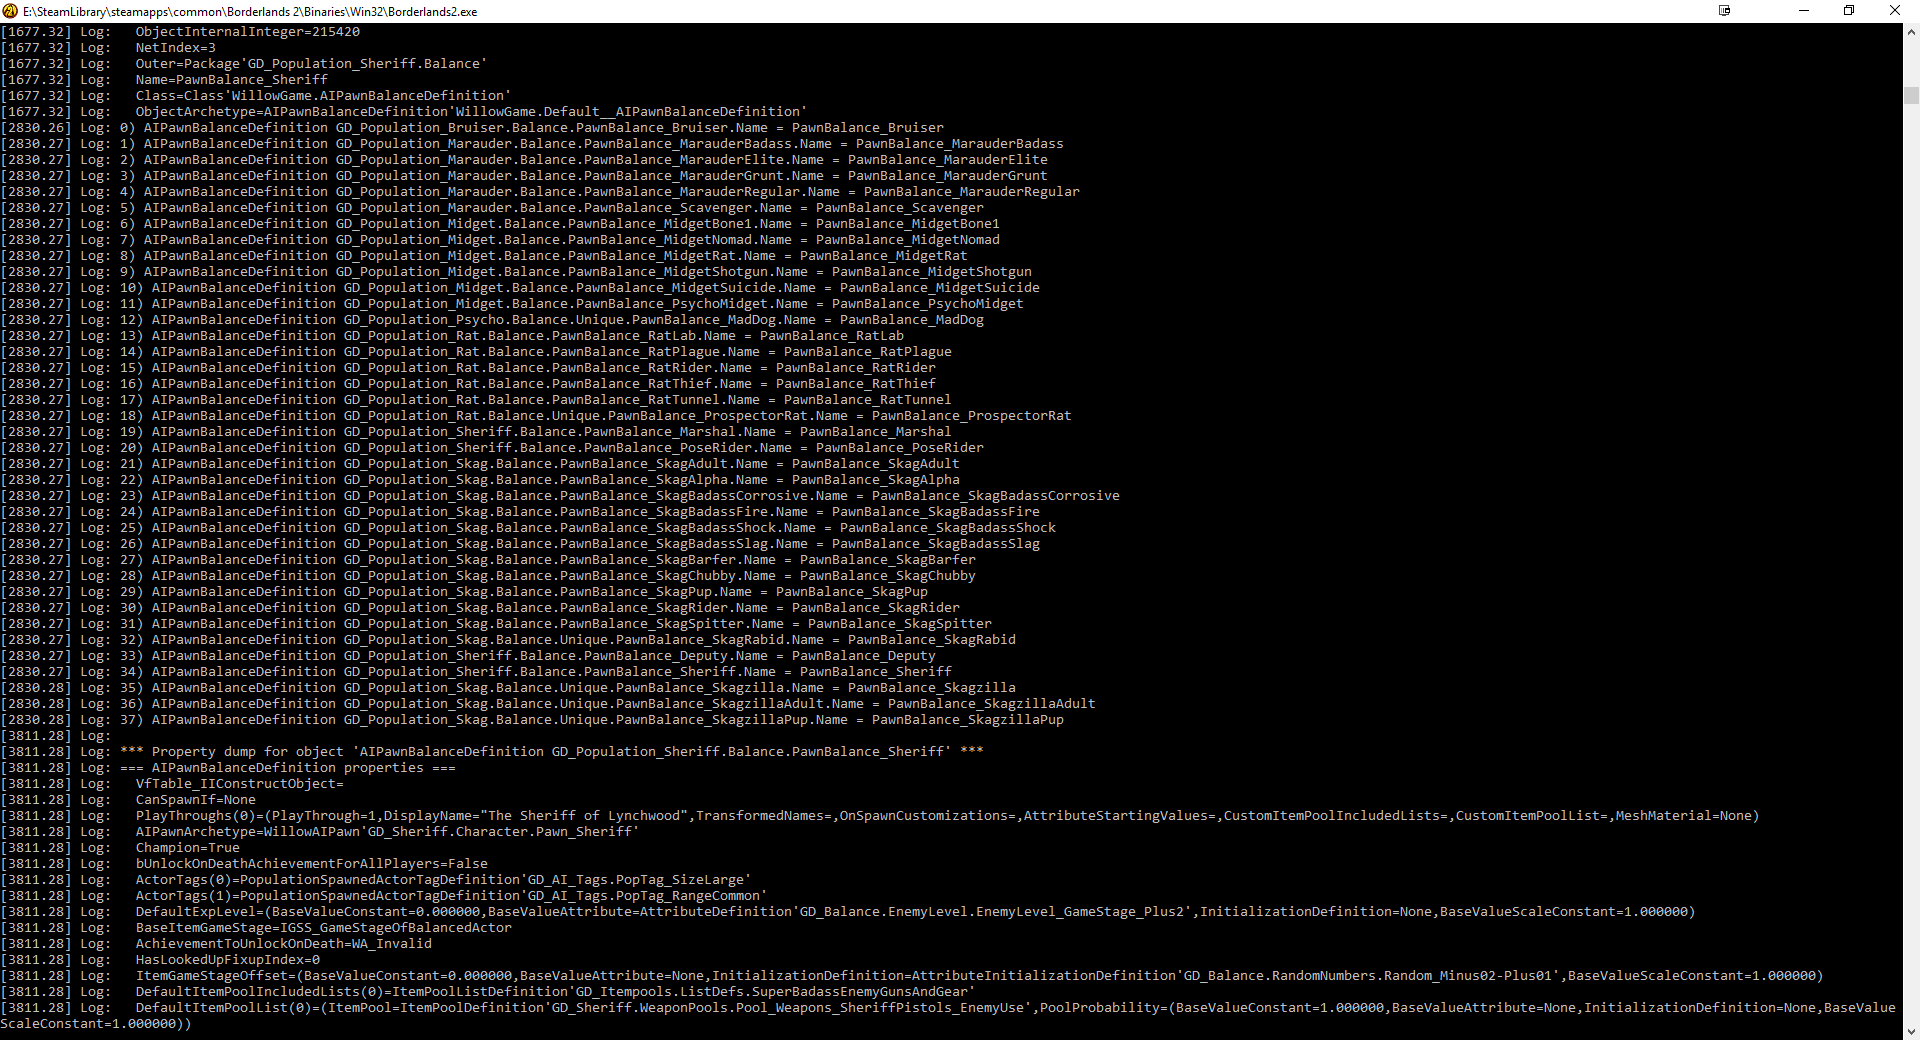 E:\SteamLibrary\steamapps\common\Borderlands 2\Binaries\Win32\Borderlands2.exe
[1677.32] Log:   ObjectInternalInteger=215420
[1677.32] Log:   NetIndex=3
[1677.32] Log:   Outer=Package'GD_Population_Sheriff.Balance'
[1677.32] Log:   Name=PawnBalance_Sheriff
[1677.32] Log:   Class=Class'WillowGame.AIPawnBalanceDefinition'
[1677.32] Log:   ObjectArchetype=AIPawnBalanceDefinition'WillowGame.Default__AIPawnBalanceDefinition'
[2830.26] Log: 0) AIPawnBalanceDefinition GD_Population_Bruiser.Balance.PawnBalance_Bruiser.Name = PawnBalance_Bruiser
[2830.27] Log: 1) AIPawnBalanceDefinition GD_Population_Marauder.Balance.PawnBalance_MarauderBadass.Name = PawnBalance_MarauderBadass
[2830.27] Log: 2) AIPawnBalanceDefinition GD_Population_Marauder.Balance.PawnBalance_MarauderElite.Name = PawnBalance_MarauderElite
[2830.27] Log: 3) AIPawnBalanceDefinition GD_Population_Marauder.Balance.PawnBalance_MarauderGrunt.Name = PawnBalance_MarauderGrunt
[2830.27] Log: 4) AIPawnBalanceDefinition GD_Population_Marauder.Balance.PawnBalance_MarauderRegular.Name = PawnBalance_MarauderRegular
[2830.27] Log: 5) AIPawnBalanceDefinition GD_Population_Marauder.Balance.PawnBalance_Scavenger.Name = PawnBalance_Scavenger
[2830.27] Log: 6) AIPawnBalanceDefinition GD_Population_Midget.Balance.PawnBalance_MidgetBone1.Name = PawnBalance_MidgetBone1
[2830.27] Log: 7) AIPawnBalanceDefinition GD_Population_Midget.Balance.PawnBalance_MidgetNomad.Name = PawnBalance_MidgetNomad
[2830.27] Log: 8) AIPawnBalanceDefinition GD_Population_Midget.Balance.PawnBalance_MidgetRat.Name = PawnBalance_MidgetRat
[2830.27] Log: 9) AIPawnBalanceDefinition GD_Population_Midget.Balance.PawnBalance_MidgetShotgun.Name = PawnBalance_MidgetShotgun
[2830.27] Log: 10) AIPawnBalanceDefinition GD_Population_Midget.Balance.PawnBalance_MidgetSuicide.Name = PawnBalance_MidgetSuicide
[2830.27] Log: 11) AIPawnBalanceDefinition GD_Population_Midget.Balance.PawnBalance_PsychoMidget.Name = PawnBalance_PsychoMidget
[2830.27] Log: 12) AIPawnBalanceDefinition GD_Population_Psycho.Balance.Unique.PawnBalance_MadDog.Name = PawnBalance_MadDog
[2830.27] Log: 13) AIPawnBalanceDefinition GD_Population_Rat.Balance.PawnBalance_RatLab.Name = PawnBalance_RatLab
[2830.27] Log: 14) AIPawnBalanceDefinition GD_Population_Rat.Balance.PawnBalance_RatPlague.Name = PawnBalance_RatPlague
[2830.27] Log: 15) AIPawnBalanceDefinition GD_Population_Rat.Balance.PawnBalance_RatRider.Name = PawnBalance_RatRider
[2830.27] Log: 16) AIPawnBalanceDefinition GD_Population_Rat.Balance.PawnBalance_RatThief.Name = PawnBalance_RatThief
[2830.27] Log: 17) AIPawnBalanceDefinition GD_Population_Rat.Balance.PawnBalance_RatTunnel.Name = PawnBalance_RatTunnel
[2830.27] Log: 18) AIPawnBalanceDefinition GD_Population_Rat.Balance.Unique.PawnBalance_ProspectorRat.Name = PawnBalance_ProspectorRat
[2830.27] Log: 19) AIPawnBalanceDefinition GD_Population_Sheriff.Balance.PawnBalance_Marshal.Name = PawnBalance_Marshal
[2830.27] Log: 20) AIPawnBalanceDefinition GD_Population_Sheriff.Balance.PawnBalance_PoseRider.Name = PawnBalance_PoseRider
[2830.27] Log: 21) AIPawnBalanceDefinition GD_Population_Skag.Balance.PawnBalance_SkagAdult.Name = PawnBalance_SkagAdult
[2830.27] Log: 22) AIPawnBalanceDefinition GD_Population_Skag.Balance.PawnBalance_SkagAlpha.Name = PawnBalance_SkagAlpha
[2830.27] Log: 23) AIPawnBalanceDefinition GD_Population_Skag.Balance.PawnBalance_SkagBadassCorrosive.Name = PawnBalance_SkagBadassCorrosive
[2830.27] Log: 24) AIPawnBalanceDefinition GD_Population_Skag.Balance.PawnBalance_SkagBadassFire.Name = PawnBalance_SkagBadassFire
[2830.27] Log: 25) AIPawnBalanceDefinition GD_Population_Skag.Balance.PawnBalance_SkagBadassShock.Name = PawnBalance_SkagBadassShock
[2830.27] Log: 26) AIPawnBalanceDefinition GD_Population_Skag.Balance.PawnBalance_SkagBadassSlag.Name = PawnBalance_SkagBadassSlag
[2830.27] Log: 27) AIPawnBalanceDefinition GD_Population_Skag.Balance.PawnBalance_SkagBarfer.Name = PawnBalance_SkagBarfer
[2830.27] Log: 28) AIPawnBalanceDefinition GD_Population_Skag.Balance.PawnBalance_SkagChubby.Name = PawnBalance_SkagChubby
[2830.27] Log: 29) AIPawnBalanceDefinition GD_Population_Skag.Balance.PawnBalance_SkagPup.Name = PawnBalance_SkagPup
[2830.27] Log: 30) AIPawnBalanceDefinition GD_Population_Skag.Balance.PawnBalance_SkagRider.Name = PawnBalance_SkagRider
[2830.27] Log: 31) AIPawnBalanceDefinition GD_Population_Skag.Balance.PawnBalance_SkagSpitter.Name = PawnBalance_SkagSpitter
[2830.27] Log: 32) AIPawnBalanceDefinition GD_Population_Skag.Balance.Unique.PawnBalance_SkagRabid.Name = PawnBalance_SkagRabid
[2830.27] Log: 33) AIPawnBalanceDefinition GD_Population_Sheriff.Balance.PawnBalance_Deputy.Name = PawnBalance_Deputy
[2830.27] Log: 34) AIPawnBalanceDefinition GD_Population_Sheriff.Balance.PawnBalance_Sheriff.Name = PawnBalance_Sheriff
[2830.28] Log: 35) AIPawnBalanceDefinition GD_Population_Skag.Balance.Unique.PawnBalance_Skagzilla.Name = PawnBalance_Skagzilla
[2830.28] Log: 36) AIPawnBalanceDefinition GD_Population_Skag.Balance.Unique.PawnBalance_SkagzillaAdult.Name = PawnBalance_SkagzillaAdult
[2830.28] Log: 37) AIPawnBalanceDefinition GD_Population_Skag.Balance.Unique.PawnBalance_SkagzillaPup.Name = PawnBalance_SkagzillaPup
[3811.28] Log:
[3811.28] Log: *** Property dump for object 'AIPawnBalanceDefinition GD_Population_Sheriff.Balance.PawnBalance_Sheriff' ***
[3811.28] Log: === AIPawnBalanceDefinition properties ===
[3811.28] Log:   VfTable_IIConstructObject=
[3811.28] Log:   CanSpawnIf=None
[3811.28] Log:   PlayThroughs(0)=(PlayThrough=1,DisplayName="The Sheriff of Lynchwood",TransformedNames=,OnSpawnCustomizations=,AttributeStartingValues=,CustomItemPoolIncludedLists=,CustomItemPoolList=,MeshMaterial=None)
[3811.28] Log:   AIPawnArchetype=WillowAIPawn'GD_Sheriff.Character.Pawn_Sheriff'
[3811.28] Log:   Champion=True
[3811.28] Log:   bUnlockOnDeathAchievementForAllPlayers=False
[3811.28] Log:   ActorTags(0)=PopulationSpawnedActorTagDefinition'GD_AI_Tags.PopTag_SizeLarge'
[3811.28] Log:   ActorTags(1)=PopulationSpawnedActorTagDefinition'GD_AI_Tags.PopTag_RangeCommon'
[3811.28] Log:   DefaultExpLevel=(BaseValueConstant=0.000000,BaseValueAttribute=AttributeDefinition'GD_Balance.EnemyLevel.EnemyLevel_GameStage_Plus2',InitializationDefinition=None,BaseValueScaleConstant=1.000000)
[3811.28] Log:   BaseItemGameStage=IGSS_GameStageOfBalancedActor
[3811.28] Log:   AchievementToUnlockOnDeath=WA_Invalid
[3811.28] Log:   HasLookedUpFixupIndex=0
[3811.28] Log:   ItemGameStageOffset=(BaseValueConstant=0.000000,BaseValueAttribute=None,InitializationDefinition=AttributeInitializationDefinition'GD_Balance.RandomNumbers.Random_Minus02-Plus01',BaseValueScaleConstant=1.000000)
[3811.28] Log:   DefaultItemPoolIncludedLists(0)=ItemPoolListDefinition'GD_Itempools.ListDefs.SuperBadassEnemyGunsAndGear'
[3811.28] Log:   DefaultItemPoolList(0)=(ItemPool=ItemPoolDefinition'GD_Sheriff.WeaponPools.Pool_Weapons_SheriffPistols_EnemyUse',PoolProbability=(BaseValueConstant=1.000000,BaseValueAttribute=None,InitializationDefinition=None,BaseValue
ScaleConstant=1.000000))